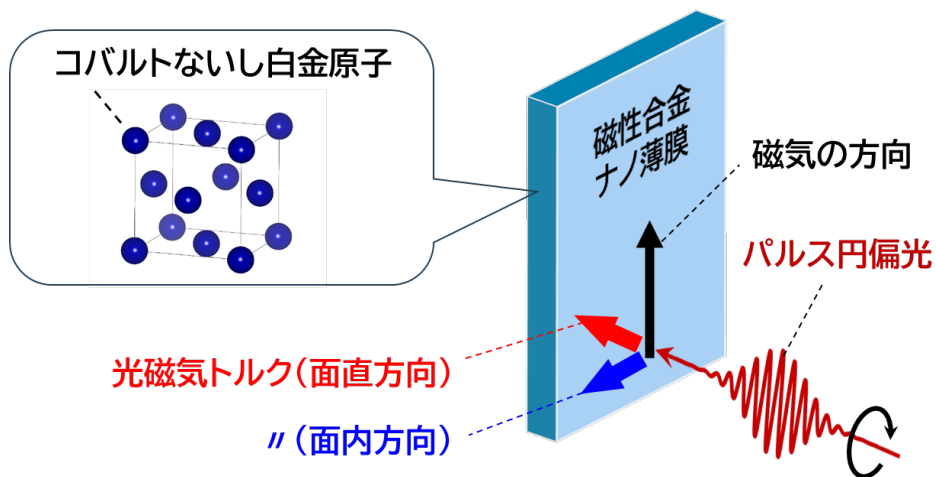 コバルトないし白金原子
磁性合金
ナノ薄膜
磁気の方向
パルス円偏光
光磁気トルク(面直方向)
〃(面内方向)